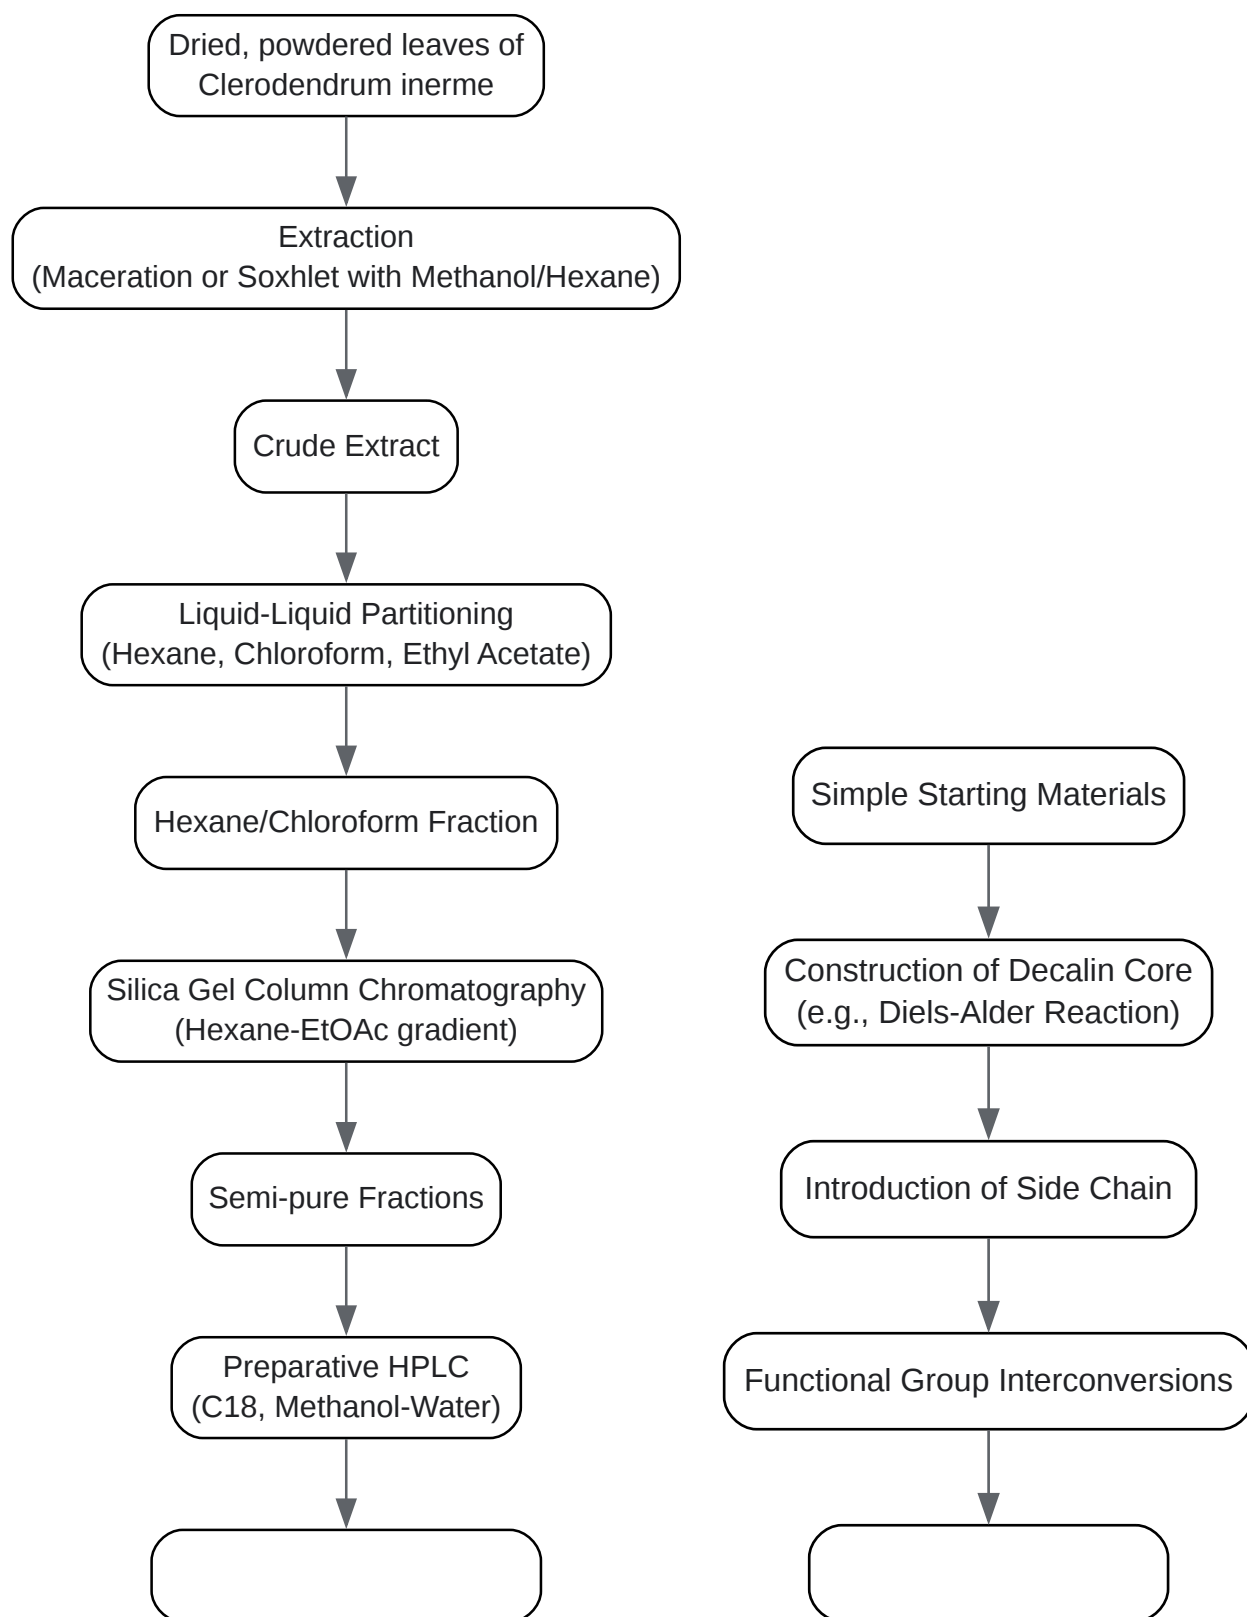 Dried, powdered leaves of
Clerodendrum inerme
Extraction
(Maceration or Soxhlet with Methanol/Hexane)
Crude Extract
Liquid-Liquid Partitioning
(Hexane, Chloroform, Ethyl Acetate)
Hexane/Chloroform Fraction
Silica Gel Column Chromatography
(Hexane-EtOAc gradient)
Semi-pure Fractions
Preparative HPLC
(C18, Methanol-Water)
Simple Starting Materials
Construction of Decalin Core
(e.g., Diels-Alder Reaction)
Introduction of Side Chain
Functional Group Interconversions